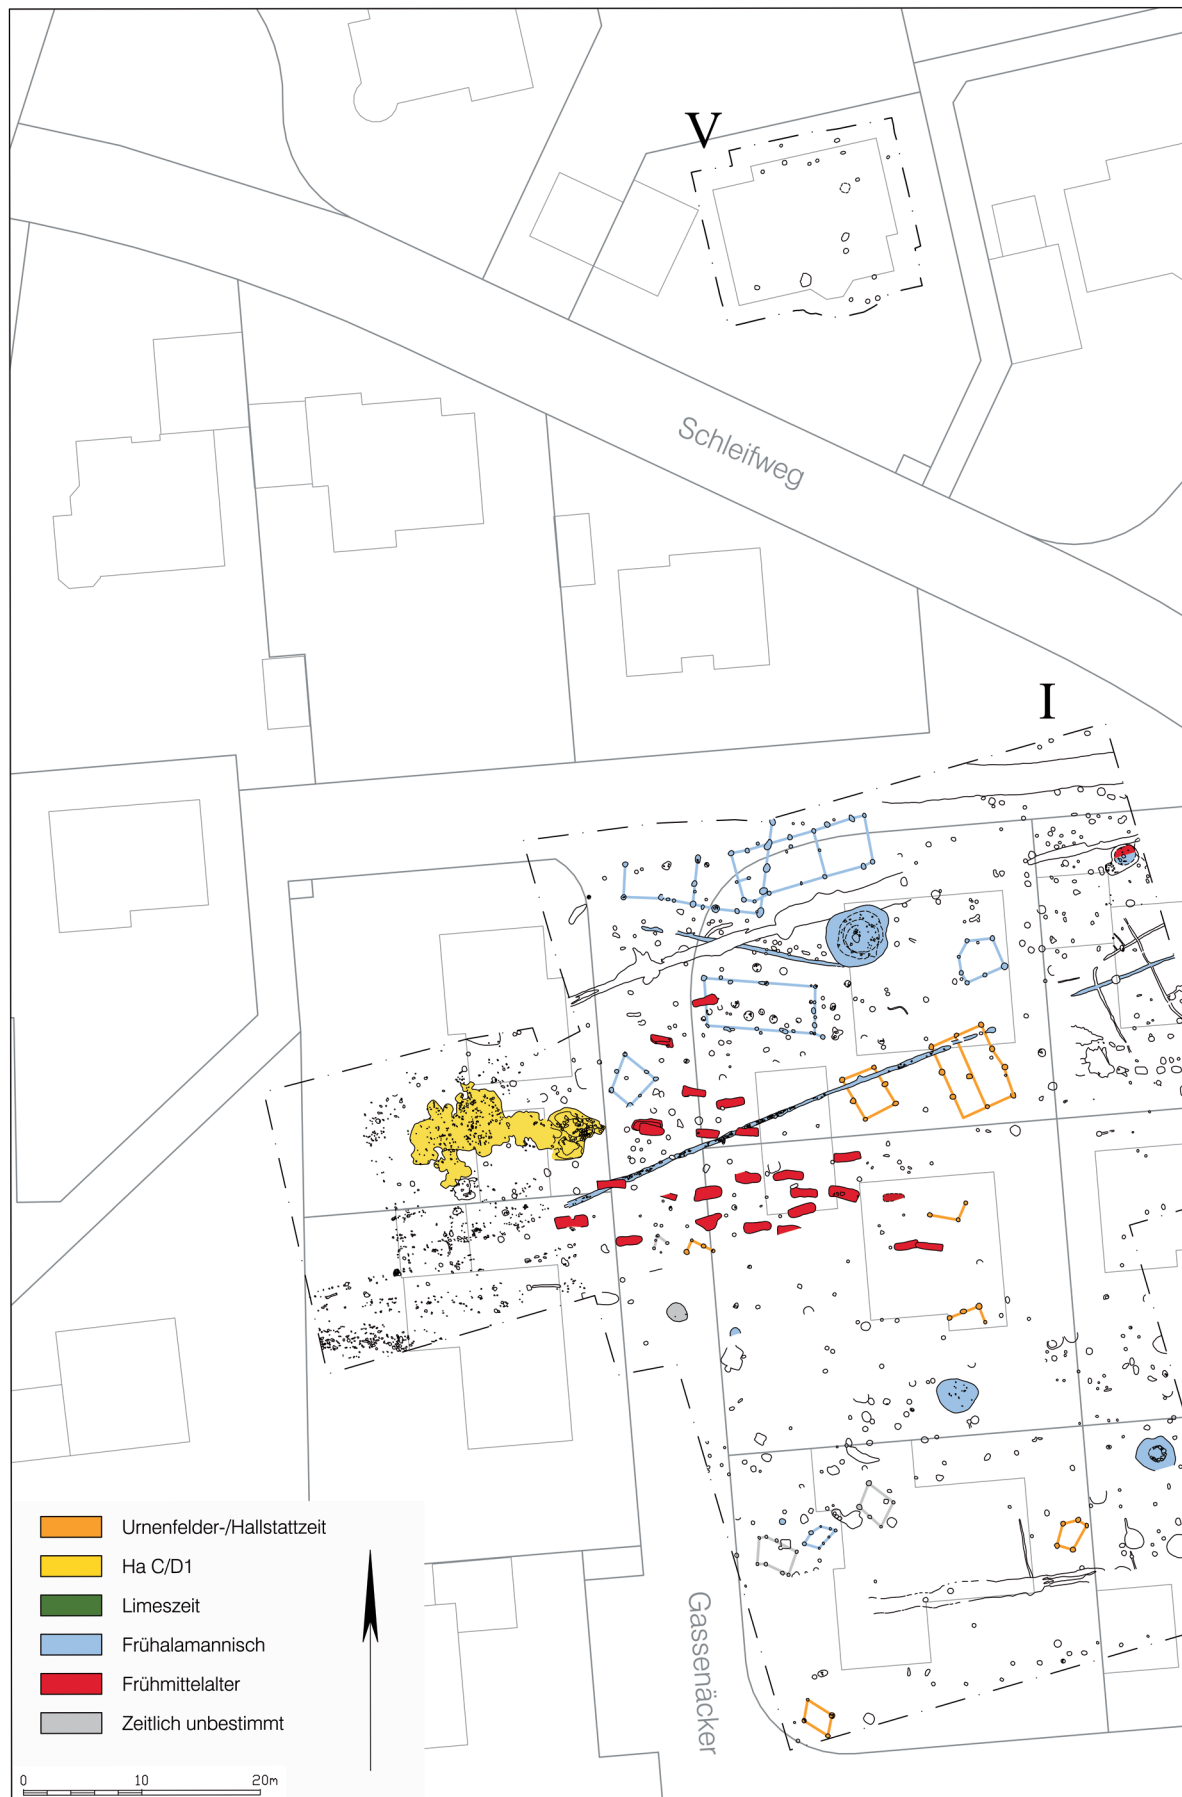 V
Schleifweg
I
Gassenäcker
Urnenfelder-/Hallstattzeit
Ha C/D1
Limeszeit
Frühalamannisch
Frühmittelalter
Zeitlich unbestimmt
0 10 20m